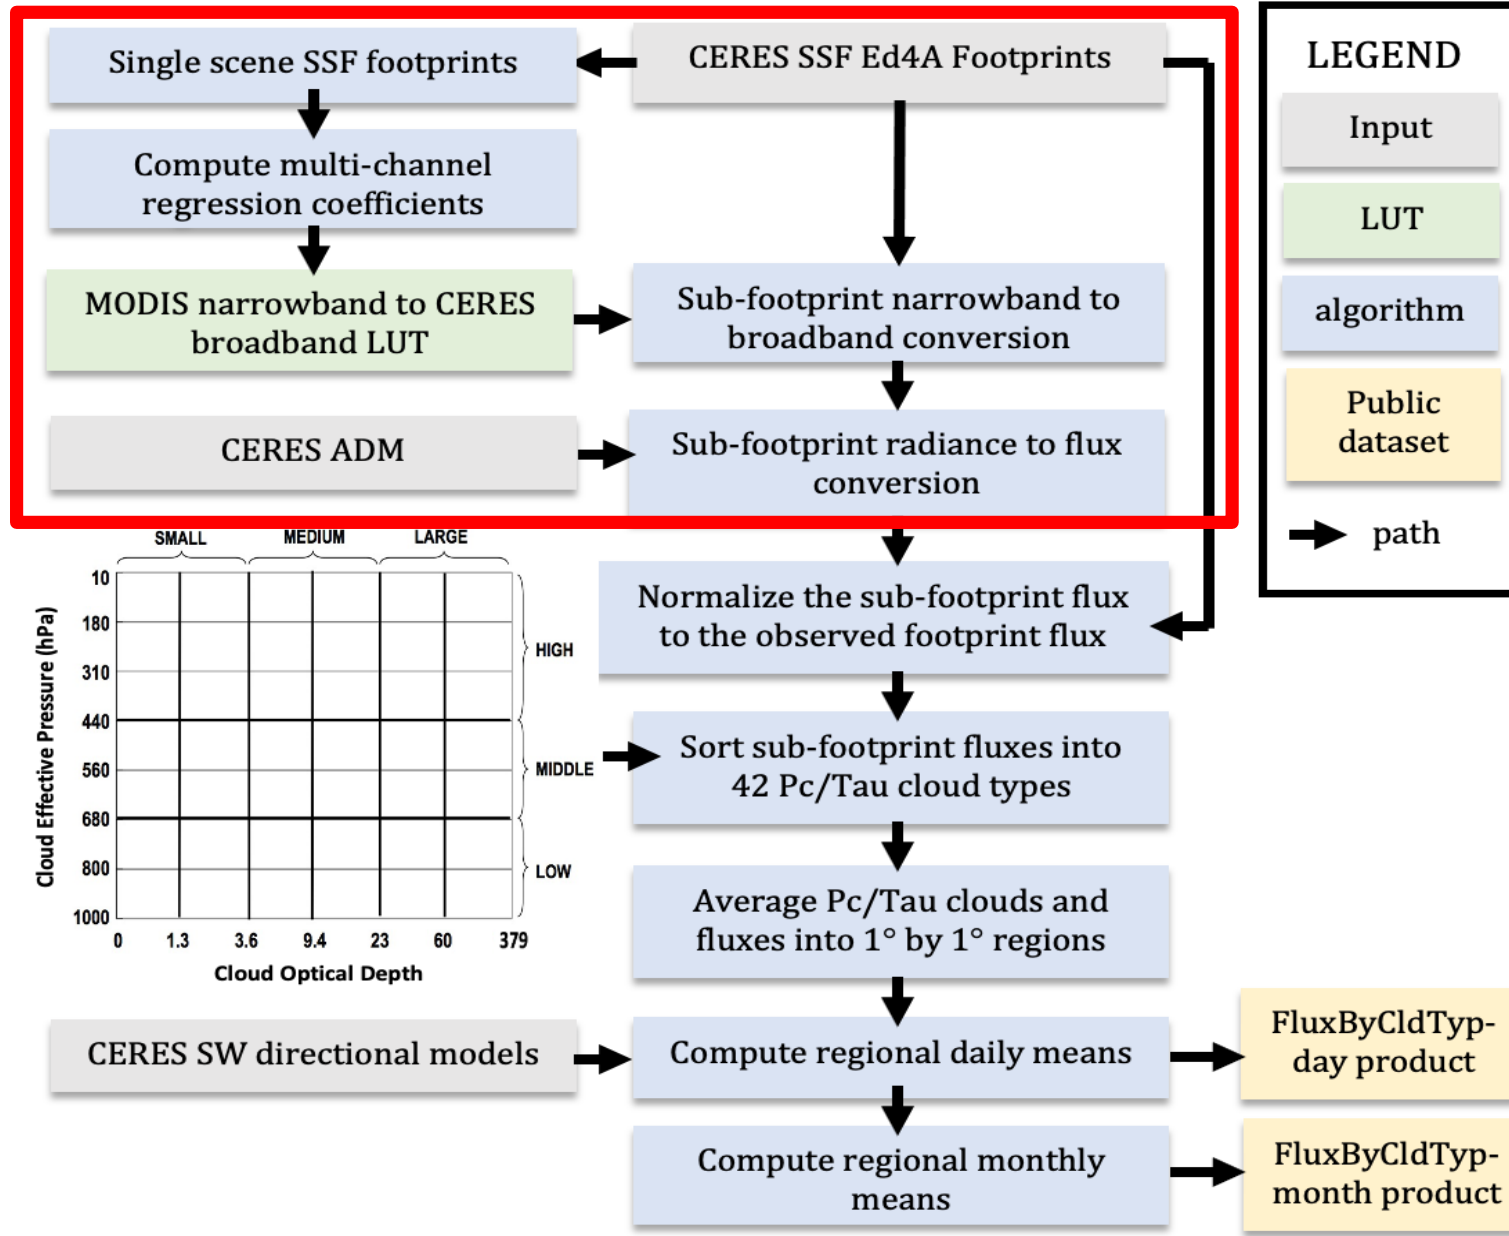 Single scene SSF footprints
CERES SSF Ed4A Footprints
Compute multi-channel
regression coefficients
MODIS narrowband to CERES
broadband LUT
Sub-footprint narrowband to
broadband conversion
CERES ADM
Sub-footprint radiance to flux
conversion
LEGEND
Input
LUT
algorithm
Public
dataset
path
SMALL
MEDIUM
LARGE
10
180
310
440
560
680
800
1000
Cloud Effective Pressure (hPa)
HIGH
MIDDLE
LOW
0
1.3
3.6
9.4
23
60
379
Cloud Optical Depth
Normalize the sub-footprint flux
to the observed footprint flux
Sort sub-footprint fluxes into
42 Pc/Tau cloud types
Average Pc/Tau clouds and
fluxes into 1° by 1° regions
CERES SW directional models
Compute regional daily means
FluxByCldTyp-
day product
Compute regional monthly
means
FluxByCldTyp-
month product